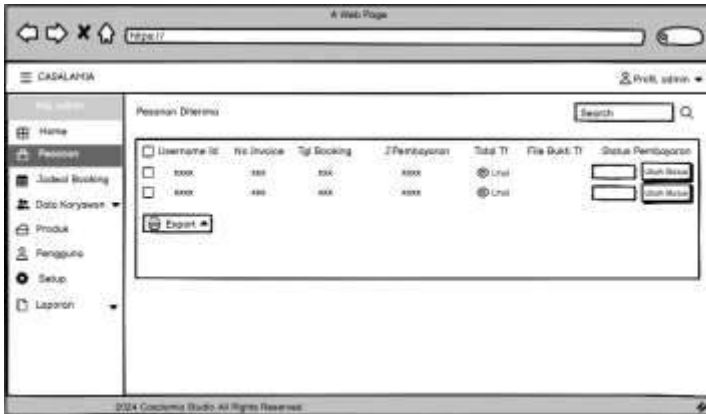 A Web Page
https://
CASALAMIA
Profil, admin
Hai, admin
Pesanan Diterima
Search
Home
Pesanan
Username Id No.Invoice Tgl Booking J.Pembayaran Total Tf File Bukti Tf Status Pembayaran
Jadwal Booking
xxxx xxx xxx xxxx Lihat Ubah Status
Data Karyawan
xxxx xxx xxx xxxx Lihat Ubah Status
Produk
Export
Pengguna
Setup
Laporan
2024 Casalamia Studio All Rights Reserved